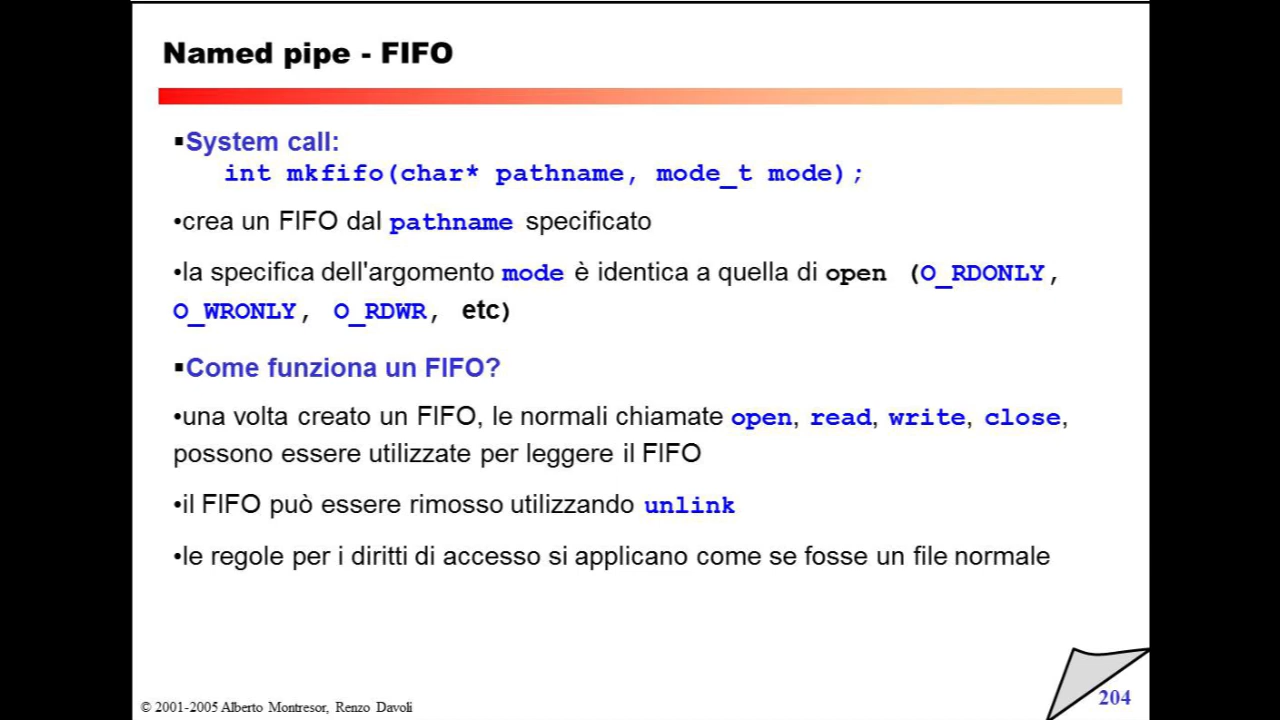 Named pipe - FIFO
▪System call:
int mkfifo(char* pathname, mode_t mode);
•crea un FIFO dal pathname specificato
•la specifica dell'argomento mode è identica a quella di open (O_RDONLY,
O_WRONLY, O_RDWR, etc)
▪Come funziona un FIFO?
•una volta creato un FIFO, le normali chiamate open, read, write, close,
possono essere utilizzate per leggere il FIFO
•il FIFO può essere rimosso utilizzando unlink
•le regole per i diritti di accesso si applicano come se fosse un file normale
© 2001-2005 Alberto Montresor, Renzo Davoli
204